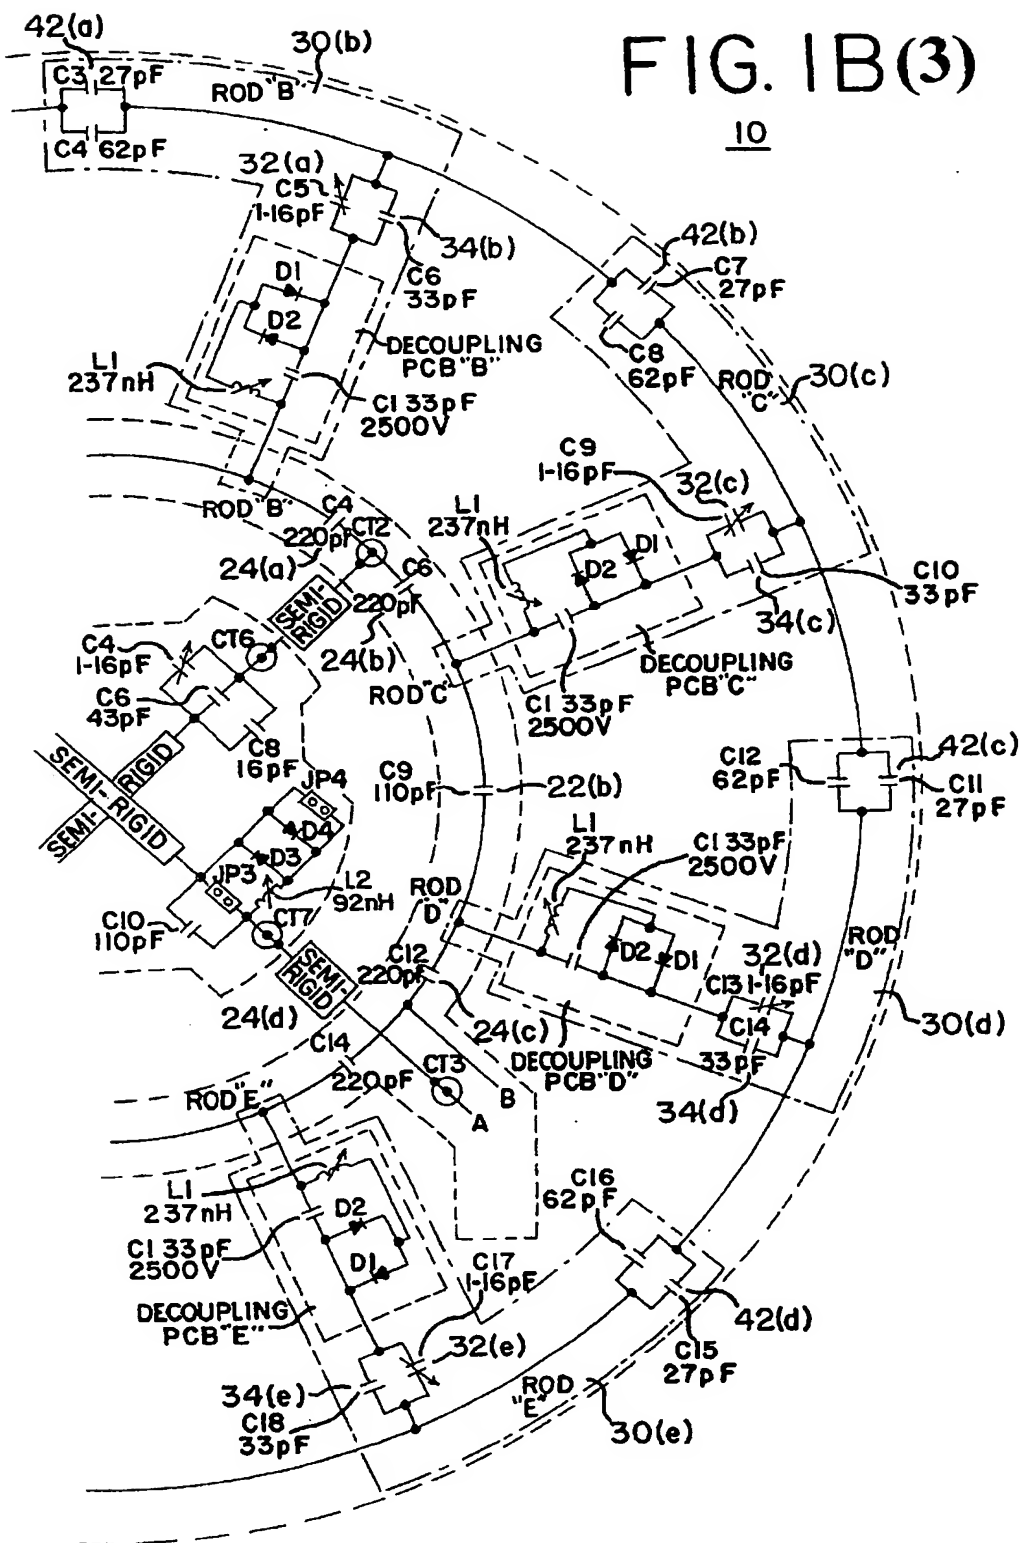 FIG. 1B(3)
10
42(a)
30(b)
C3 27pF
ROD "B"
C4 62pF
32(a)
C5
1-16pF
34(b)
C6
33pF
42(b)
C7
27pF
D1
D2
DECOUPLING
PCB "B"
C8
62pF
ROD
"C"
30(c)
L1
237nH
C1 33pF
2500V
C9
1-16pF
32(c)
ROD "B"
C4
220pF
CT2
24(a)
C6
220pF
24(b)
L1
237nH
D1
D2
C10
33pF
34(c)
SEMI-
RIGID
CT6
C4
1-16pF
C6
43pF
C8
16pF
ROD "C"
DECOUPLING
PCB "C"
C1 33pF
2500V
SEMI-RIGID
SEMI-RIGID
JP4
C9
110pF
22(b)
C12
62pF
42(c)
C11
27pF
D4
D3
JP3
L2
92nH
C10
110pF
CT7
L1
237nH
C1 33pF
2500V
ROD
"D"
D2
D1
ROD
"D"
SEMI-
RIGID
24(d)
C12
220pF
24(c)
32(d)
C13 1-16pF
C14
33pF
30(d)
C14
220pF
CT3
B
A
DECOUPLING
PCB "D"
34(d)
ROD "E"
L1
237nH
D2
C1 33pF
2500V
D1
C17
1-16pF
C16
62pF
DECOUPLING
PCB "E"
32(e)
42(d)
C15
27pF
34(e)
C18
33pF
ROD
"E"
30(e)